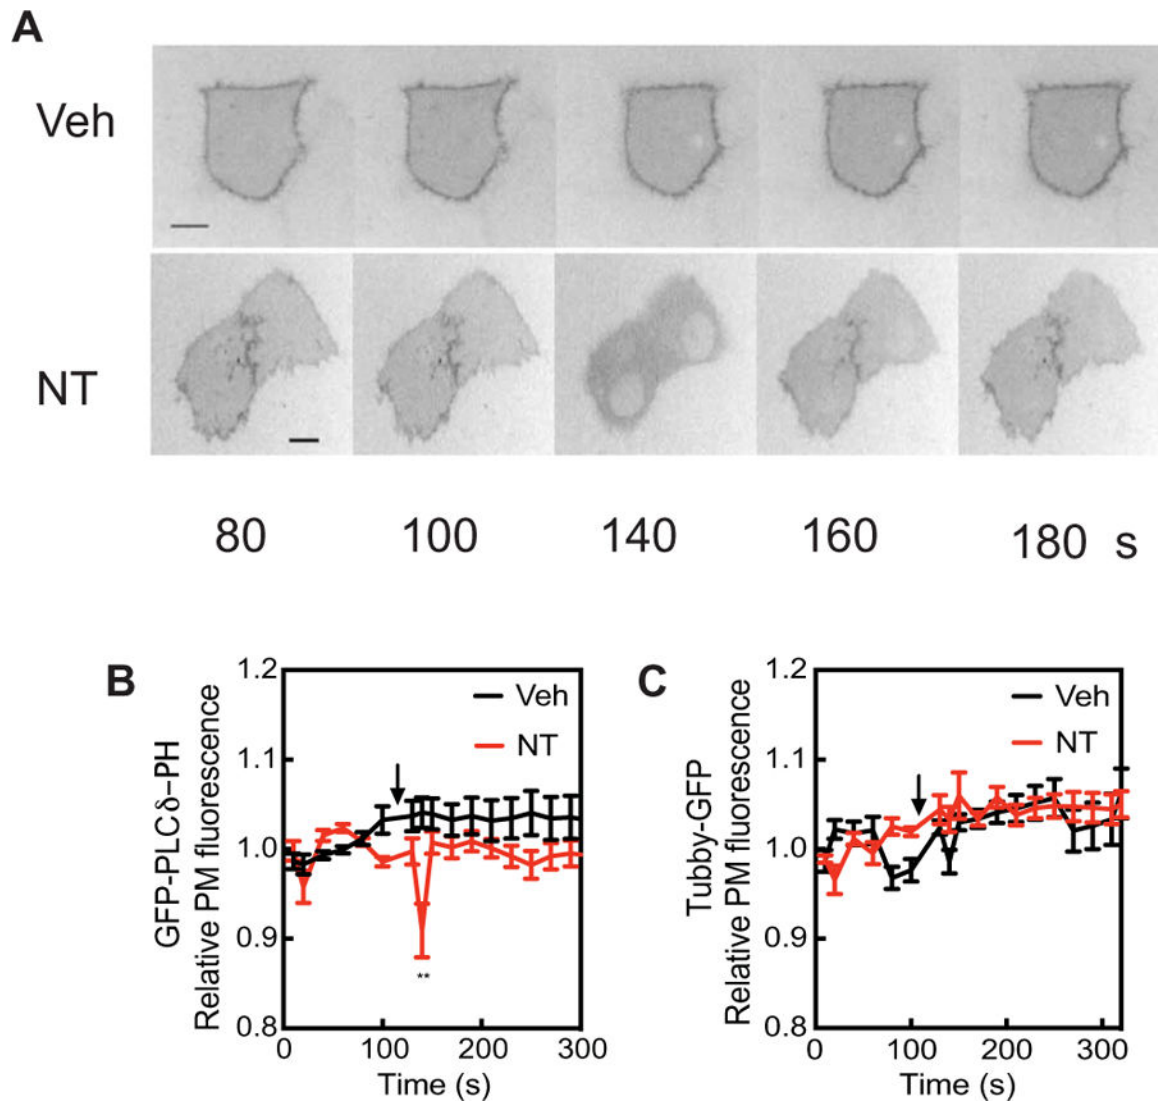 A
Veh
NT
80 100 140 160 180 s
B
GFP-PLCδ–PH
Relative PM fluorescence
1.2
1.1
1.0
0.9
0.8
Veh
NT
**
0 100 200 300
Time (s)
C
Tubby-GFP
Relative PM fluorescence
1.2
1.1
1.0
0.9
0.8
Veh
NT
0 100 200 300
Time (s)